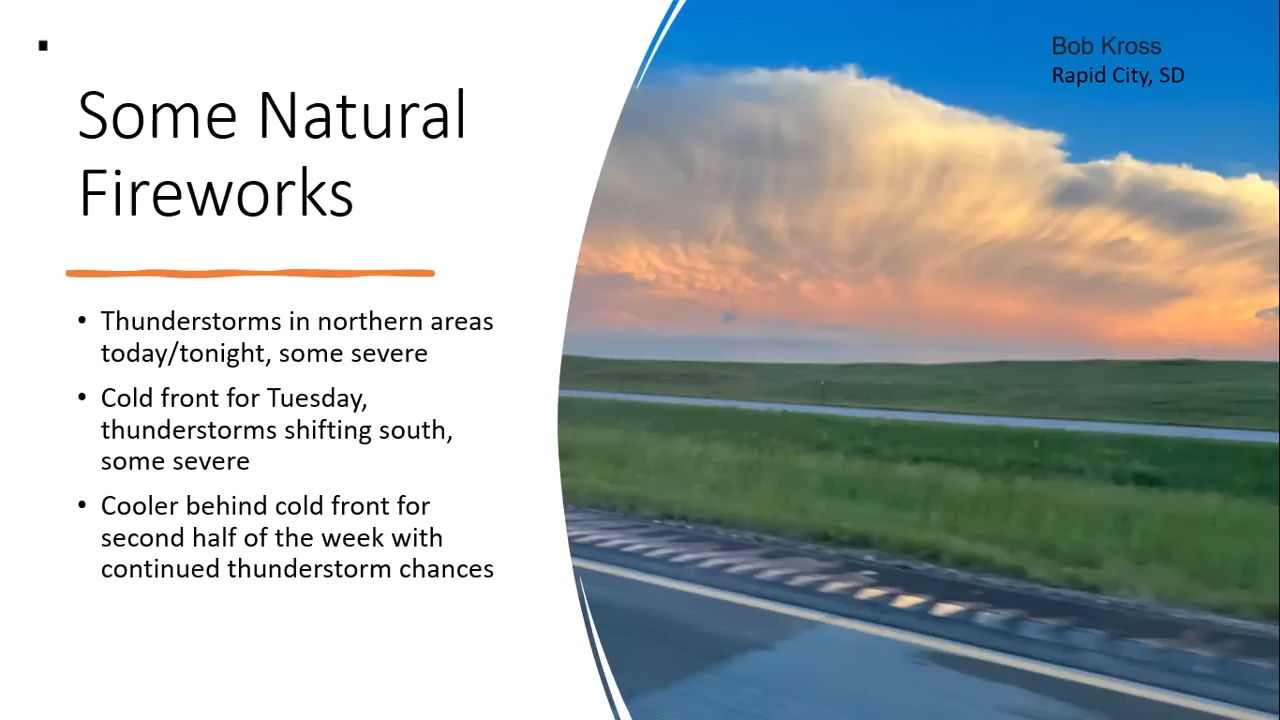 Some Natural
Fireworks
• Thunderstorms in northern areas
today/tonight, some severe
• Cold front for Tuesday,
thunderstorms shifting south,
some severe
• Cooler behind cold front for
second half of the week with
continued thunderstorm chances
Bob Kross
Rapid City, SD